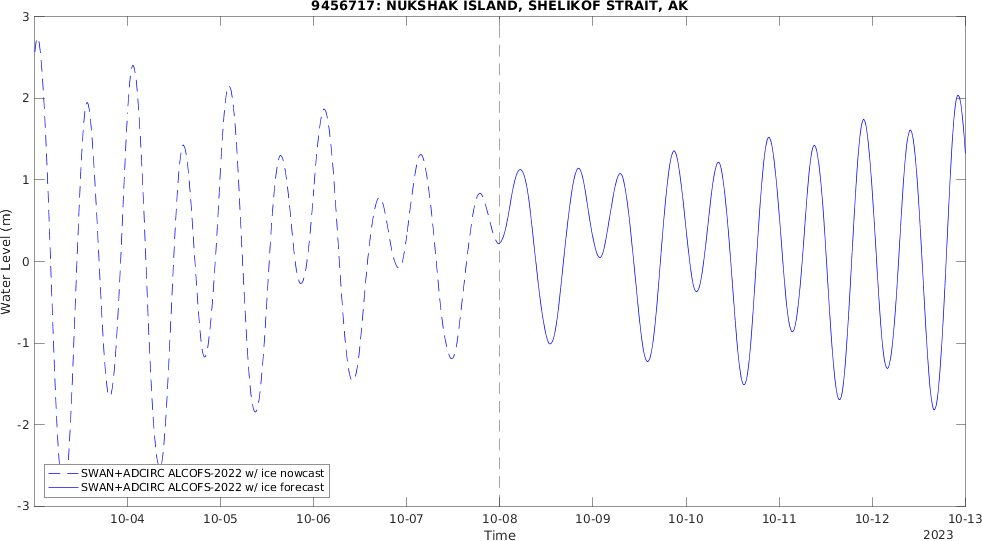 9456717: NUKSHAK ISLAND, SHELIKOF STRAIT, AK
Water Level (m)
3
2
1
0
-1
-2
-3
SWAN+ADCIRC ALCOFS-2022 w/ ice nowcast
SWAN+ADCIRC ALCOFS-2022 w/ ice forecast
10-04 10-05 10-06 10-07 10-08 10-09 10-10 10-11 10-12 10-13
Time
2023